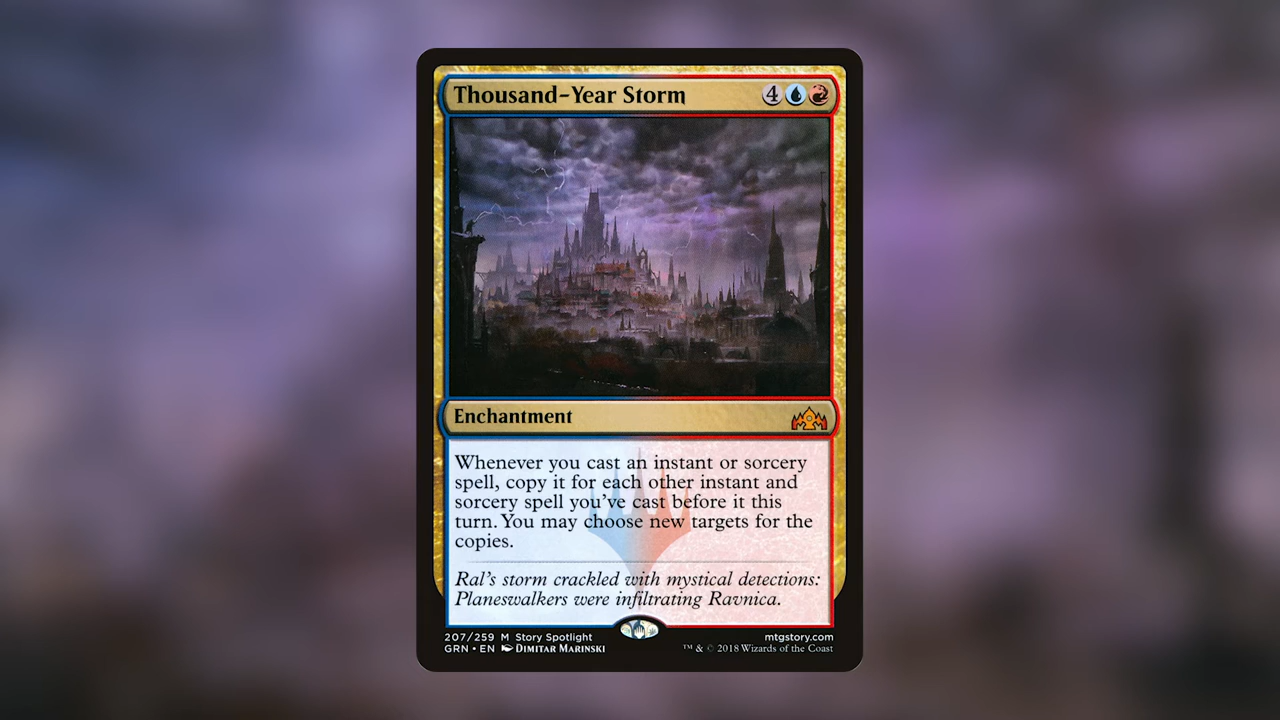 Thousand-Year Storm 4
Enchantment
Whenever you cast an instant or sorcery
spell, copy it for each other instant and
sorcery spell you've cast before it this
turn. You may choose new targets for the
copies.
Ral's storm crackled with mystical detections:
Planeswalkers were infiltrating Ravnica.
207/259 M Story Spotlight mtgstory.com
GRN • EN Dimitar Marinski ™ & © 2018 Wizards of the Coast